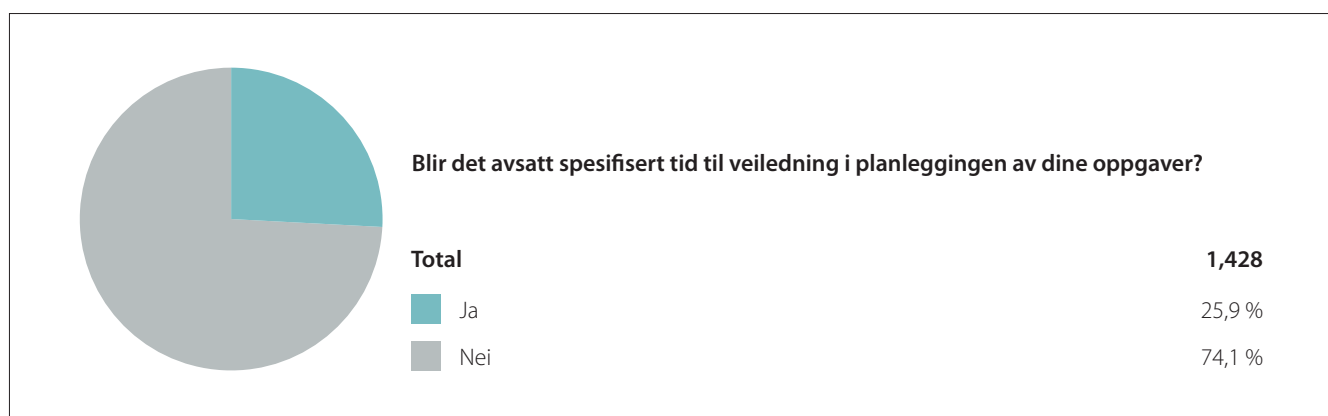 Blir det avsatt spesifisert tid til veiledning i planleggingen av dine oppgaver?
Total 1,428
Ja 25,9 %
Nei 74,1 %